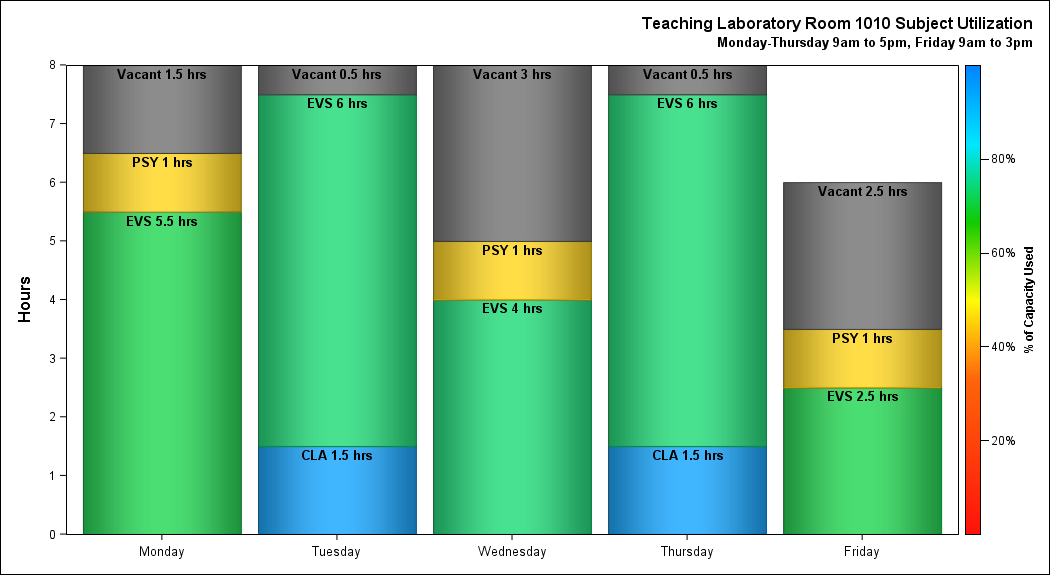 Teaching Laboratory Room 1010 Subject Utilization
Monday-Thursday 9am to 5pm, Friday 9am to 3pm
Hours
8
7
6
5
4
3
2
1
0
Vacant 1.5 hrs
PSY 1 hrs
EVS 5.5 hrs
Vacant 0.5 hrs
EVS 6 hrs
CLA 1.5 hrs
Vacant 3 hrs
PSY 1 hrs
EVS 4 hrs
Vacant 0.5 hrs
EVS 6 hrs
CLA 1.5 hrs
Vacant 2.5 hrs
PSY 1 hrs
EVS 2.5 hrs
Monday
Tuesday
Wednesday
Thursday
Friday
80%
60%
40%
20%
% of Capacity Used